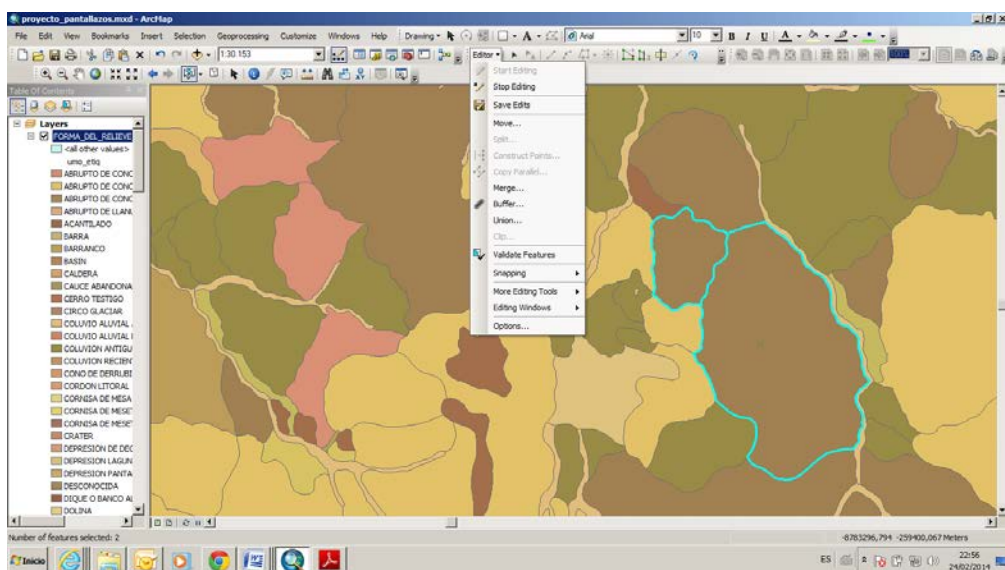 proyecto_pantallazos.mxd - ArcMap
File Edit View Bookmarks Insert Selection Geoprocessing Customize Windows Help Drawing Arial 10 B I U A
1:30.153 Editor
Table Of Contents
Start Editing
Stop Editing
Save Edits
Move...
Split...
Construct Points...
Copy Parallel...
Merge...
Buffer...
Union...
Clip...
Validate Features
Snapping
More Editing Tools
Editing Windows
Options...
Layers
FORMA_DEL_RELIEVE
<all other values>
umo_etiq
ABRUPTO DE CONC
ABRUPTO DE CONC
ABRUPTO DE CONC
ABRUPTO DE LLANU
ACANTILADO
BARRA
BARRANCO
BASIN
CALDERA
CAUCE ABANDONA
CERRO TESTIGO
CIRCO GLACIAR
COLUVIO ALUVIAL
COLUVIO ALUVIAL
COLUVION ANTIGU
COLUVION RECIEN
CONO DE DERRUBI
CORDON LITORAL
CORNISA DE MESA
CORNISA DE MESE
CORNISA DE MESE
CRATER
DEPRESION DE DEC
DEPRESION LAGUN
DEPRESION PANTA
DESCONOCIDA
DIQUE O BANCO AL
DOLINA
Number of features selected: 2
-8783296,794 -259400,067 Meters
Inicio
ES
22:56
24/02/2014